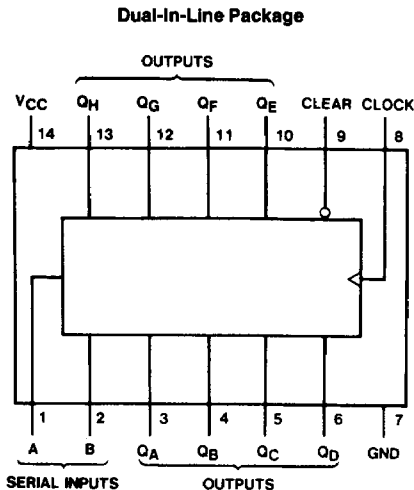 Dual-In-Line Package
OUTPUTS
VCC QH QG QF QE CLEAR CLOCK
14 13 12 11 10 9 8
1 2 3 4 5 6 7
A B QA QB QC QD GND
SERIAL INPUTS OUTPUTS